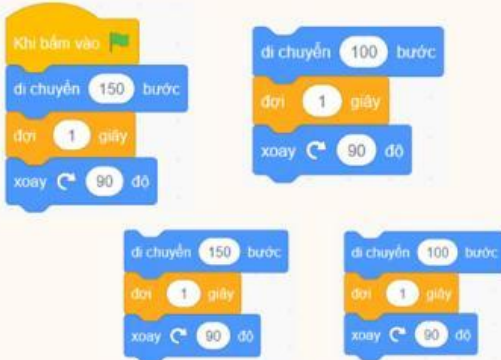 Khi bấm vào
di chuyển 150 bước
đợi 1 giây
xoay 90 độ
di chuyển 100 bước
đợi 1 giây
xoay 90 độ
di chuyển 150 bước
đợi 1 giây
xoay 90 độ
di chuyển 100 bước
đợi 1 giây
xoay 90 độ